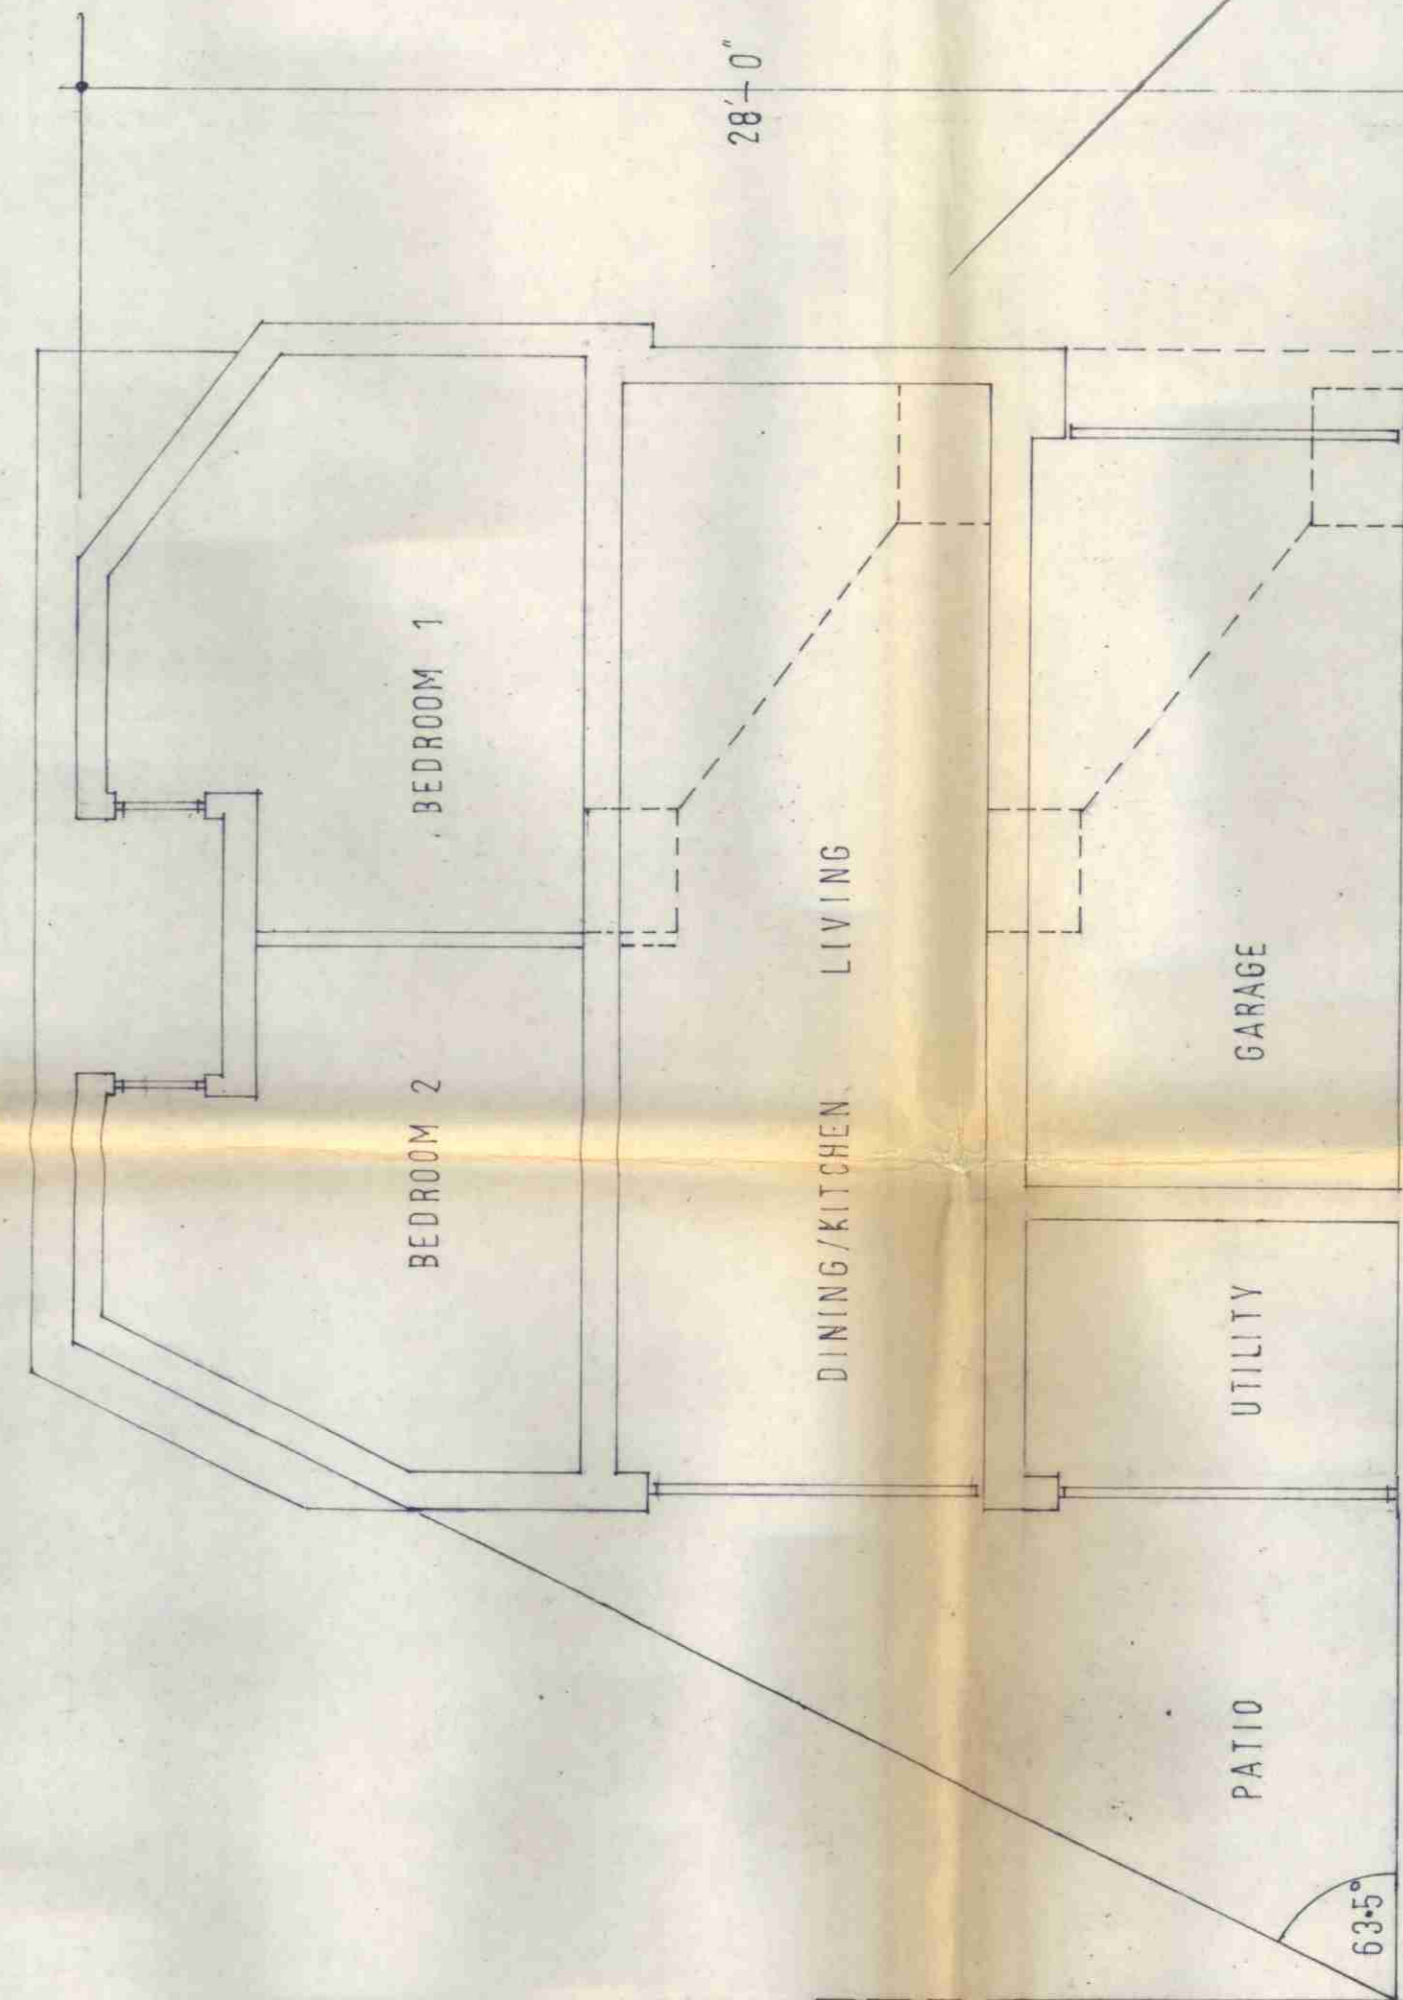 28'-0"
BEDROOM 2 BEDROOM 1
DINING/KITCHEN LIVING
63·5° PATIO UTILITY GARAGE